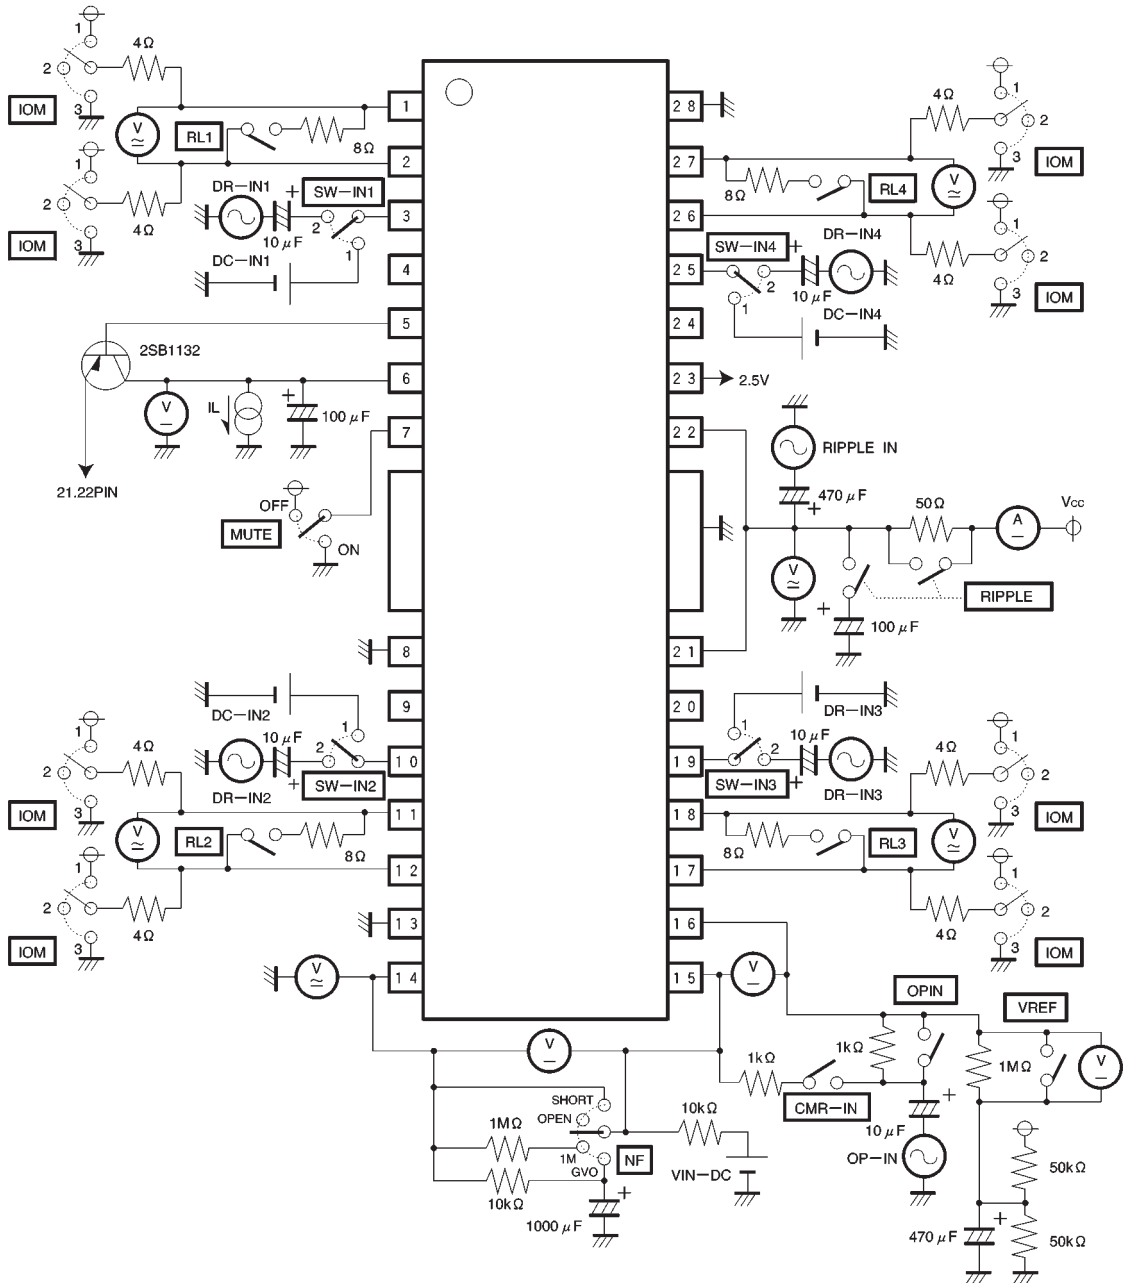 1
4Ω
2
IOM
3
V
RL1
8Ω
1
2
3
4Ω
IOM
DR-IN1
+
SW-IN1
10μF
2
1
DC-IN1
1
2
3
4
5
6
7
2SB1132
V
IL
+
100μF
21.22PIN
OFF
MUTE
ON
8
9
10
11
12
13
14
DC-IN2
1
10μF
2
DR-IN2
+
SW-IN2
1
4Ω
2
IOM
3
V
RL2
8Ω
1
2
3
4Ω
IOM
V
28
27
26
25
24
23
22
21
20
19
18
17
16
15
4Ω
1
2
3
IOM
8Ω
RL4
V
1
2
3
4Ω
IOM
SW-IN4
+
DR-IN4
2
1
10μF
DC-IN4
2.5V
RIPPLE IN
470μF
+
50Ω
A
Vcc
V
RIPPLE
+
100μF
DR-IN3
1
10μF
2
SW-IN3
+
DR-IN3
4Ω
1
2
3
IOM
8Ω
RL3
V
1
2
3
4Ω
IOM
V
OPIN
VREF
V
1kΩ
1kΩ
1MΩ
V
CMR-IN
+
10μF
OP-IN
SHORT
OPEN
1MΩ
1M
GVO
NF
10kΩ
10kΩ
VIN-DC
+
1000μF
50kΩ
+
470μF
50kΩ